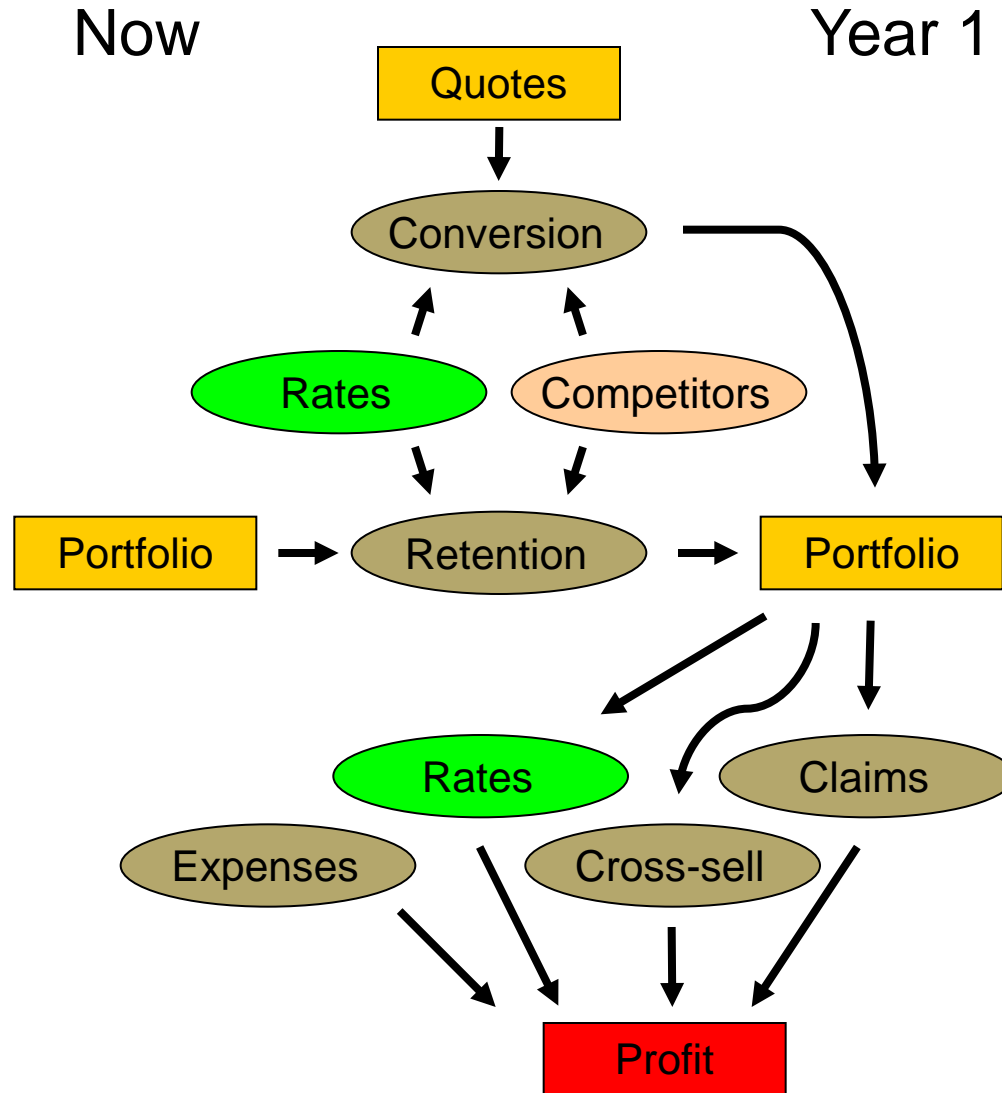 Now
Year 1
Quotes
Conversion
Rates
Competitors
Portfolio
Retention
Portfolio
Rates
Claims
Expenses
Cross-sell
Profit